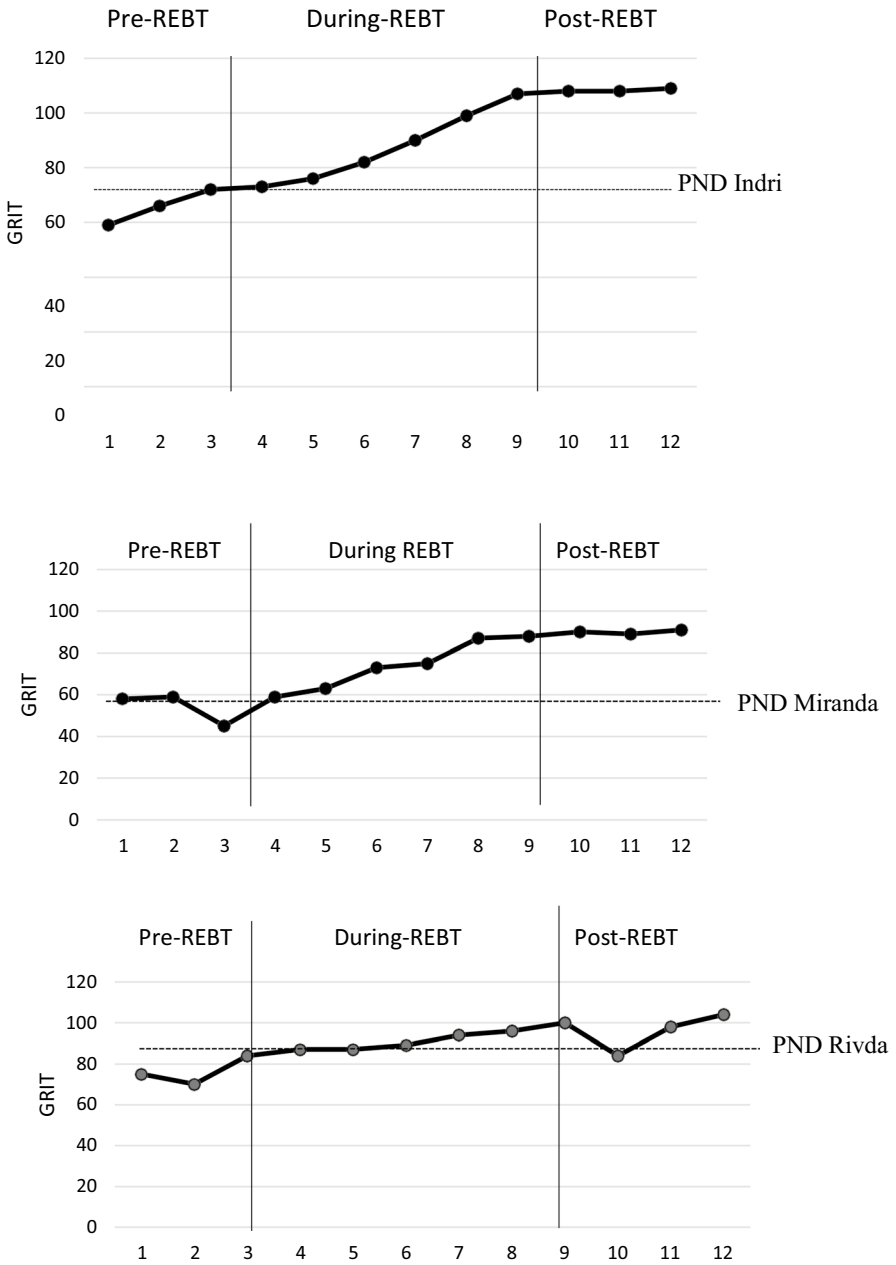 Pre-REBT During-REBT Post-REBT
120
100
80
PND Indri
60
GRIT
40
20
0
1 2 3 4 5 6 7 8 9 10 11 12
Pre-REBT During REBT Post-REBT
120
100
80
60
PND Miranda
GRIT
40
20
0
1 2 3 4 5 6 7 8 9 10 11 12
Pre-REBT During-REBT Post-REBT
120
100
PND Rivda
80
GRIT
60
40
20
0
1 2 3 4 5 6 7 8 9 10 11 12